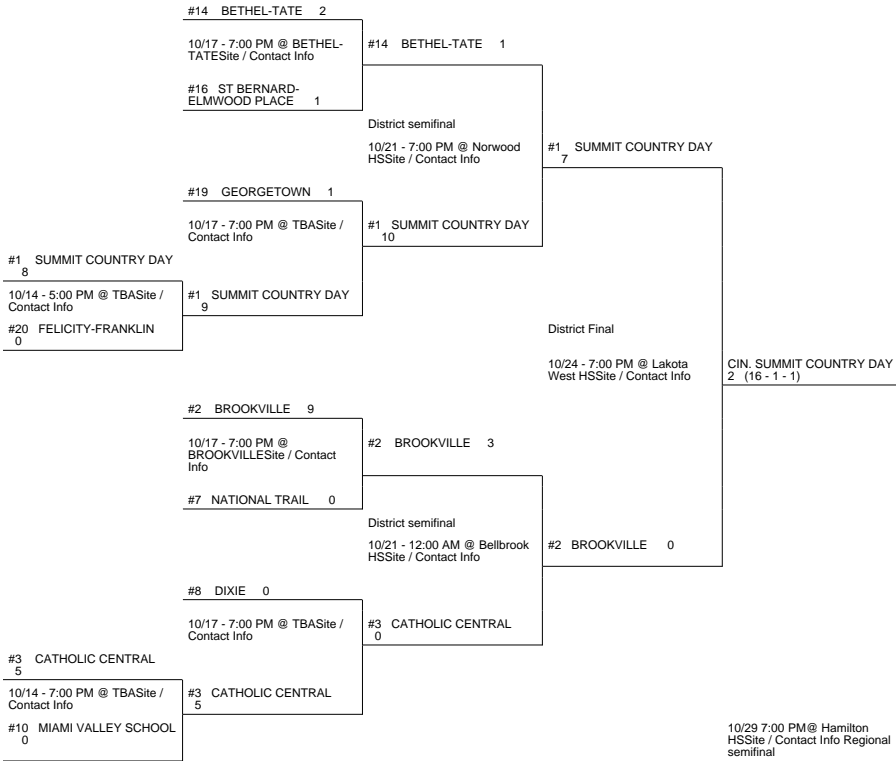 #14 BETHEL-TATE 2
10/17 - 7:00 PM @ BETHEL-
TATESite / Contact Info
#14 BETHEL-TATE 1
#16 ST BERNARD-
ELMWOOD PLACE 1
District semifinal
10/21 - 7:00 PM @ Norwood
HSSite / Contact Info
#1 SUMMIT COUNTRY DAY
7
#19 GEORGETOWN 1
10/17 - 7:00 PM @ TBASite /
Contact Info
#1 SUMMIT COUNTRY DAY
10
#1 SUMMIT COUNTRY DAY
8
10/14 - 5:00 PM @ TBASite /
Contact Info
#1 SUMMIT COUNTRY DAY
9
#20 FELICITY-FRANKLIN
0
District Final
10/24 - 7:00 PM @ Lakota
West HSSite / Contact Info
CIN. SUMMIT COUNTRY DAY
2 (16 - 1 - 1)
#2 BROOKVILLE 9
10/17 - 7:00 PM @
BROOKVILLESite / Contact
Info
#2 BROOKVILLE 3
#7 NATIONAL TRAIL 0
District semifinal
10/21 - 12:00 AM @ Bellbrook
HSSite / Contact Info
#2 BROOKVILLE 0
#8 DIXIE 0
10/17 - 7:00 PM @ TBASite /
Contact Info
#3 CATHOLIC CENTRAL
0
#3 CATHOLIC CENTRAL
5
10/14 - 7:00 PM @ TBASite /
Contact Info
#3 CATHOLIC CENTRAL
5
#10 MIAMI VALLEY SCHOOL
0
10/29 7:00 PM@ Hamilton
HSSite / Contact Info Regional
semifinal